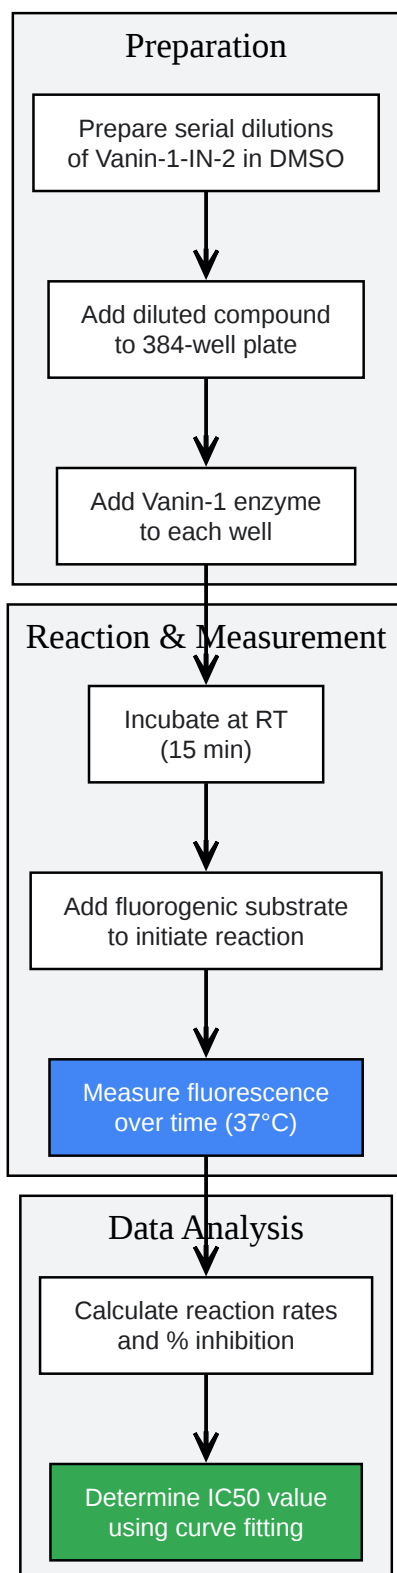 Preparation
Prepare serial dilutions
of Vanin-1-IN-2 in DMSO
Add diluted compound
to 384-well plate
Add Vanin-1 enzyme
to each well
Reaction & Measurement
Incubate at RT
(15 min)
Add fluorogenic substrate
to initiate reaction
Measure fluorescence
over time (37°C)
Data Analysis
Calculate reaction rates
and % inhibition
Determine IC50 value
using curve fitting